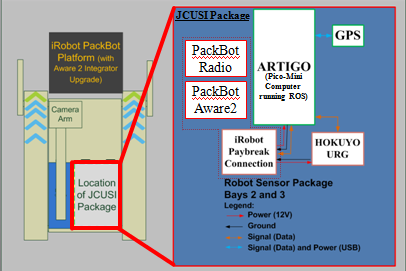 iRobot PackBot
Platform (with
Aware 2 Integrator
Upgrade)
Camera
Arm
Location
of JCUSI
Package
JCUSI Package
PackBot
Radio
PackBot
Aware2
ARTIGO
(Pico-Mini
Computer
running ROS)
GPS
iRobot
Paybreak
Connection
HOKUYO
URG
Robot Sensor Package
Bays 2 and 3
Legend:
Power (12V)
Ground
Signal (Data)
Signal (Data) and Power (USB)